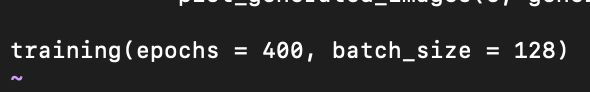 training(epochs = 400, batch_size = 128)
~